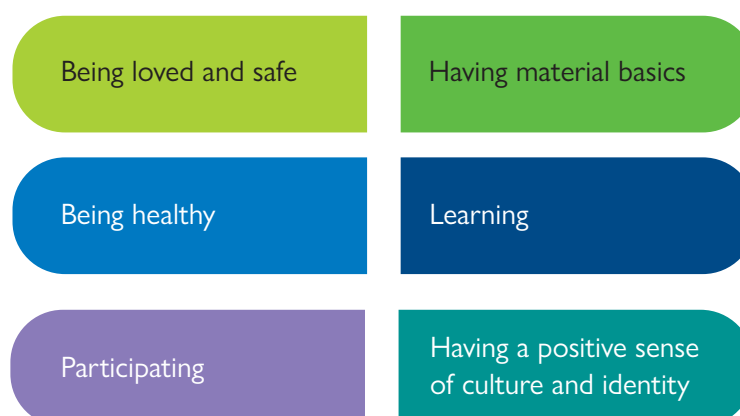 Being loved and safe
Having material basics
Being healthy
Learning
Participating
Having a positive sense
of culture and identity